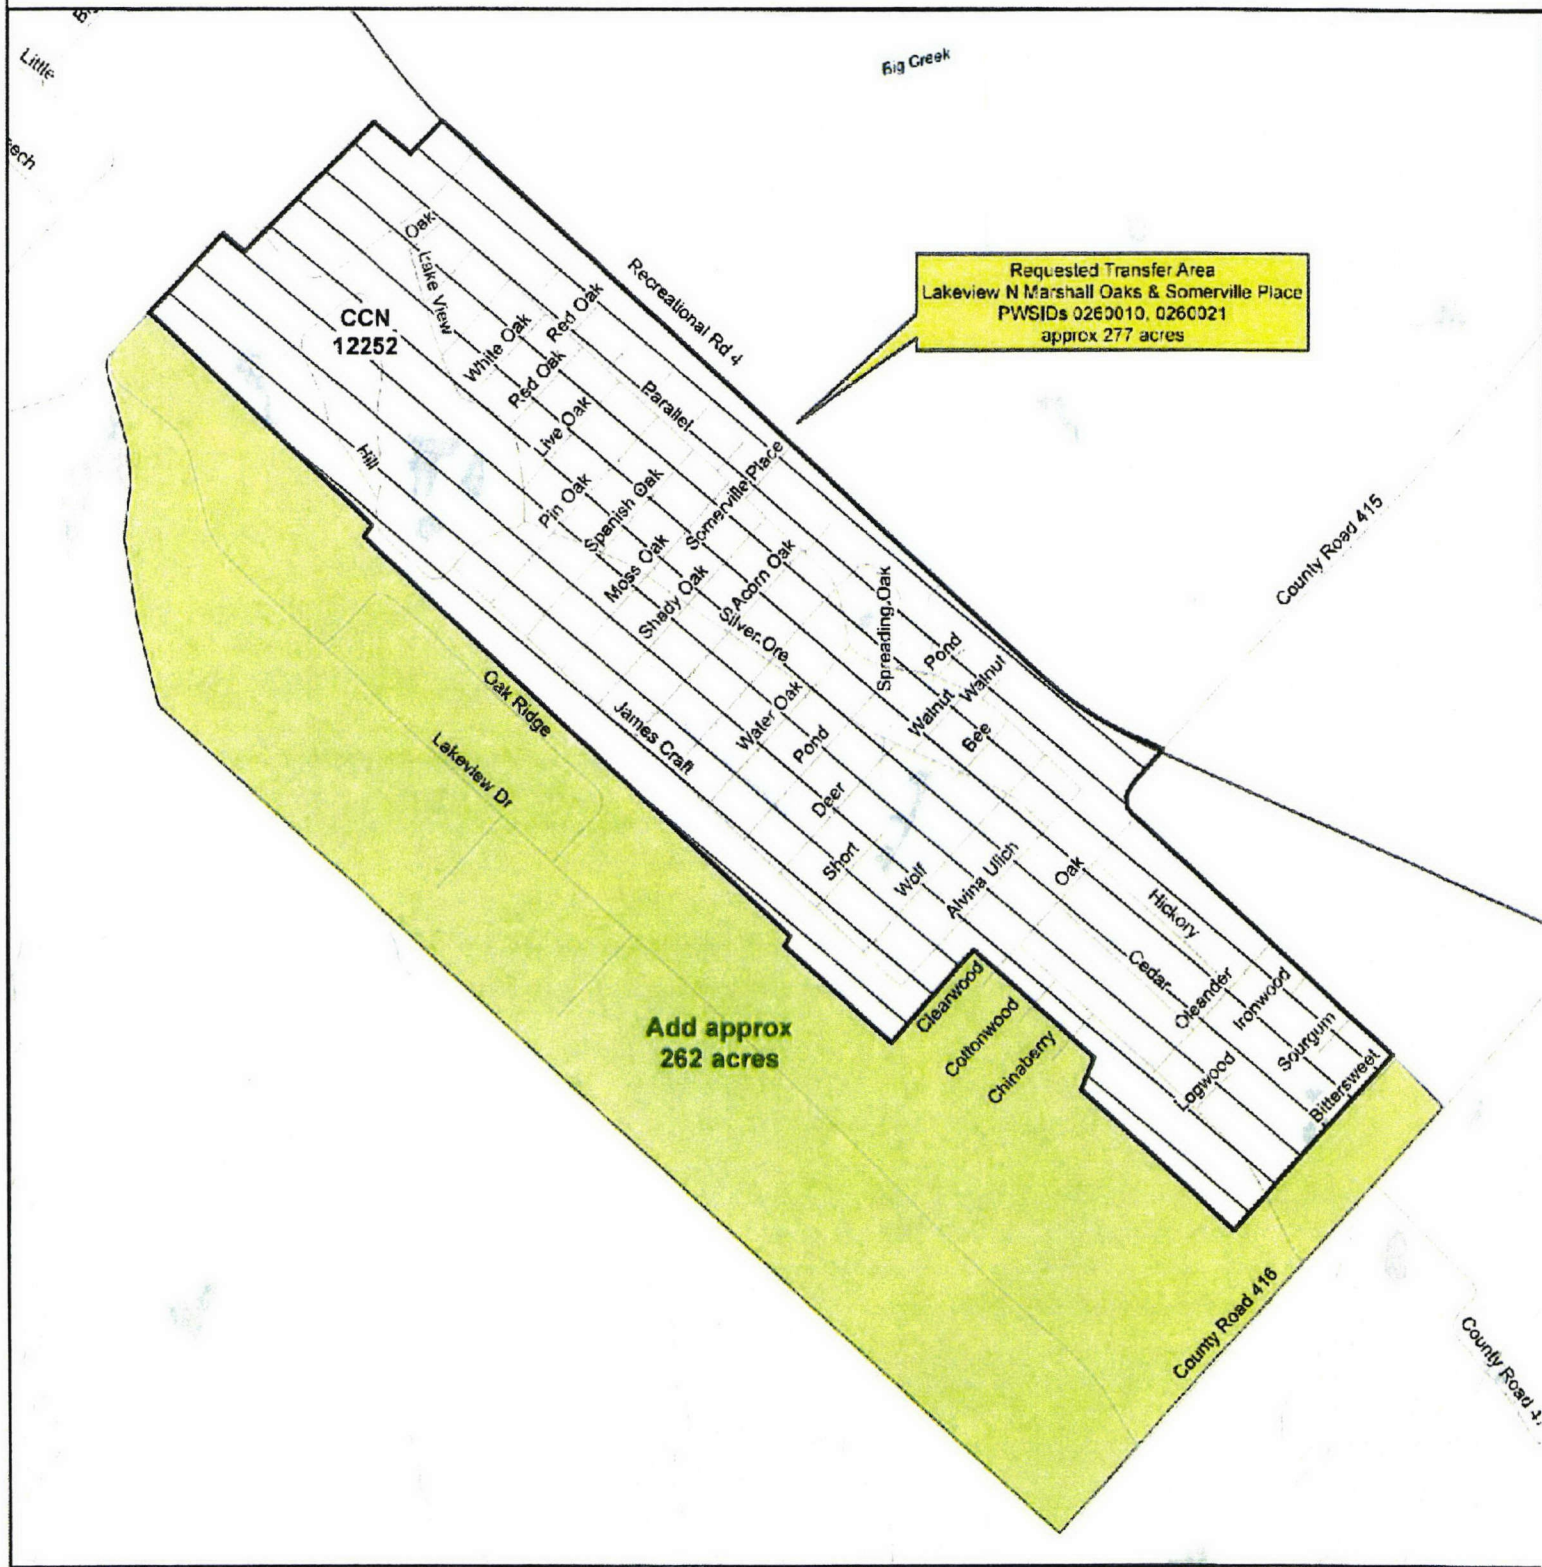 Little
Big Creek
Requested Transfer Area
Lakeview N Marshall Oaks & Somerville Place
PWSIDs 0260010, 0260021
approx 277 acres
CCN
12252
Oak
Lake View
Recreational Rd 4
White Oak
Red Oak
Red Oak
Live Oak
Parallel
Hill
Pin Oak
Spanish Oak
Somerville Place
Moss Oak
Shady Oak
S Acorn Oak
Silver Ore
Spreading Oak
County Road 415
Pond
Walnut
Walnut
Bee
Oak Ridge
Lakeview Dr
James Craft
Water Oak
Pond
Deer
Short
Wolf
Alvina Ulich
Oak
Hickory
Cedar
Oleander
Ironwood
Sourgum
Bittersweet
Logwood
Clearwood
Cottonwood
Chinaberry
Add approx
262 acres
County Road 416
County Road